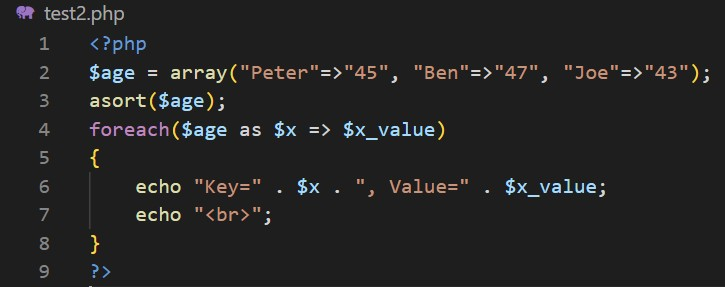 test2.php
1 <?php
2 $age = array("Peter"=>"45", "Ben"=>"47", "Joe"=>"43");
3 asort($age);
4 foreach($age as $x => $x_value)
5 {
6     echo "Key=" . $x . ", Value=" . $x_value;
7     echo "<br>";
8 }
9 ?>